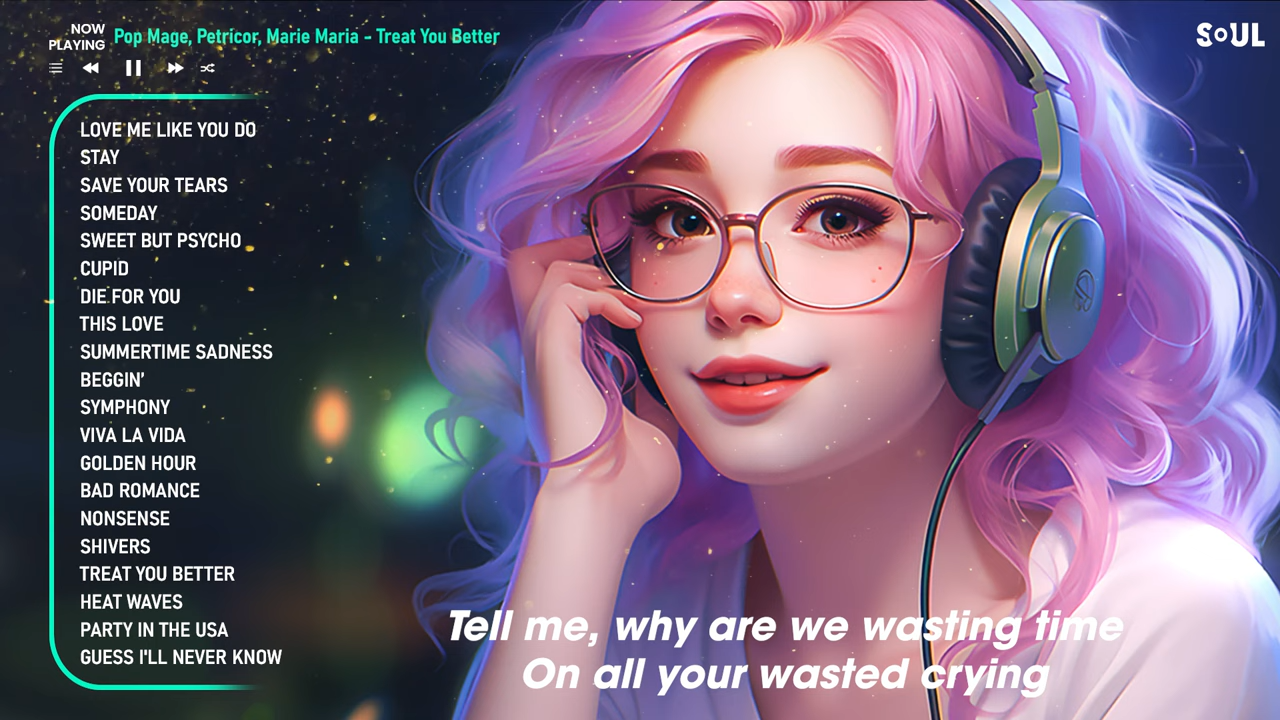 NOW
PLAYING
Pop Mage, Petricor, Marie Maria - Treat You Better
SOUL
LOVE ME LIKE YOU DO
STAY
SAVE YOUR TEARS
SOMEDAY
SWEET BUT PSYCHO
CUPID
DIE FOR YOU
THIS LOVE
SUMMERTIME SADNESS
BEGGIN'
SYMPHONY
VIVA LA VIDA
GOLDEN HOUR
BAD ROMANCE
NONSENSE
SHIVERS
TREAT YOU BETTER
HEAT WAVES
PARTY IN THE USA
GUESS I'LL NEVER KNOW
Tell me, why are we wasting time
On all your wasted crying